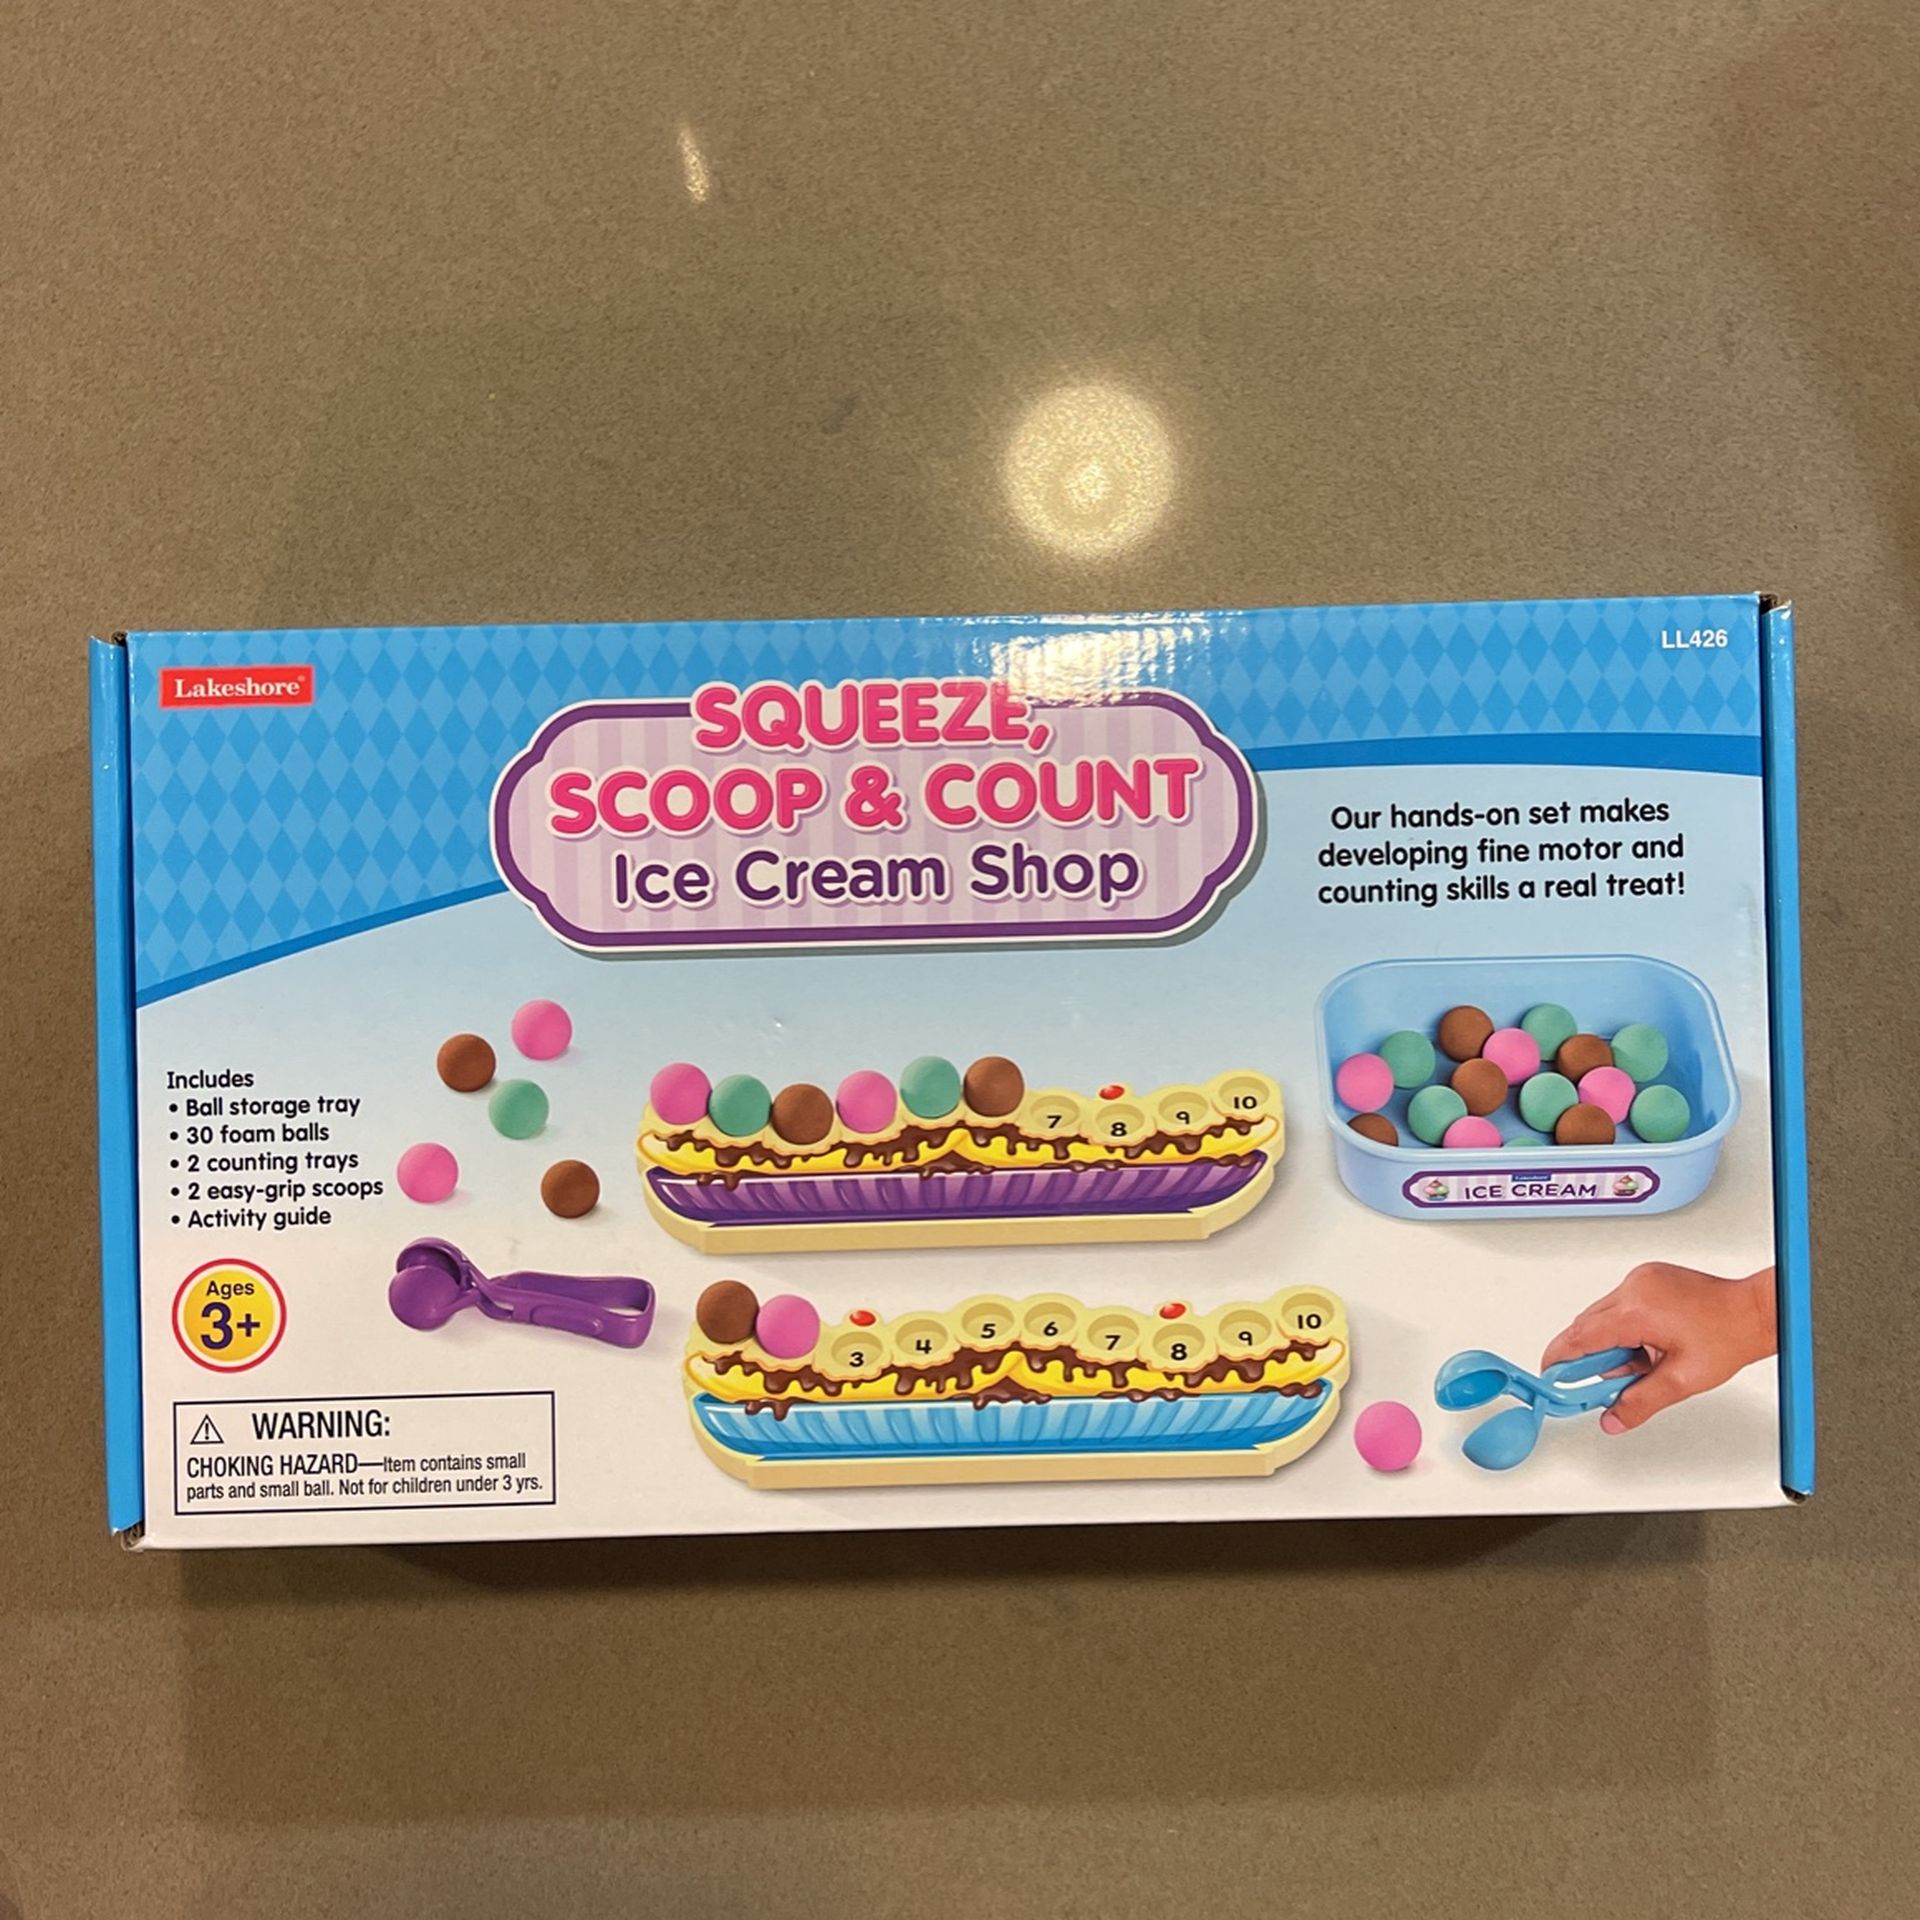 LL426
Lakeshore®
SQUEEZE,
SCOOP & COUNT
Ice Cream Shop
Our hands-on set makes
developing fine motor and
counting skills a real treat!
Includes
• Ball storage tray
• 30 foam balls
• 2 counting trays
• 2 easy-grip scoops
• Activity guide
7 8 9 10
Lakeshore
ICE CREAM
Ages
3+
3 4 5 6 7 8 9 10
⚠ WARNING:
CHOKING HAZARD—Item contains small
parts and small ball. Not for children under 3 yrs.